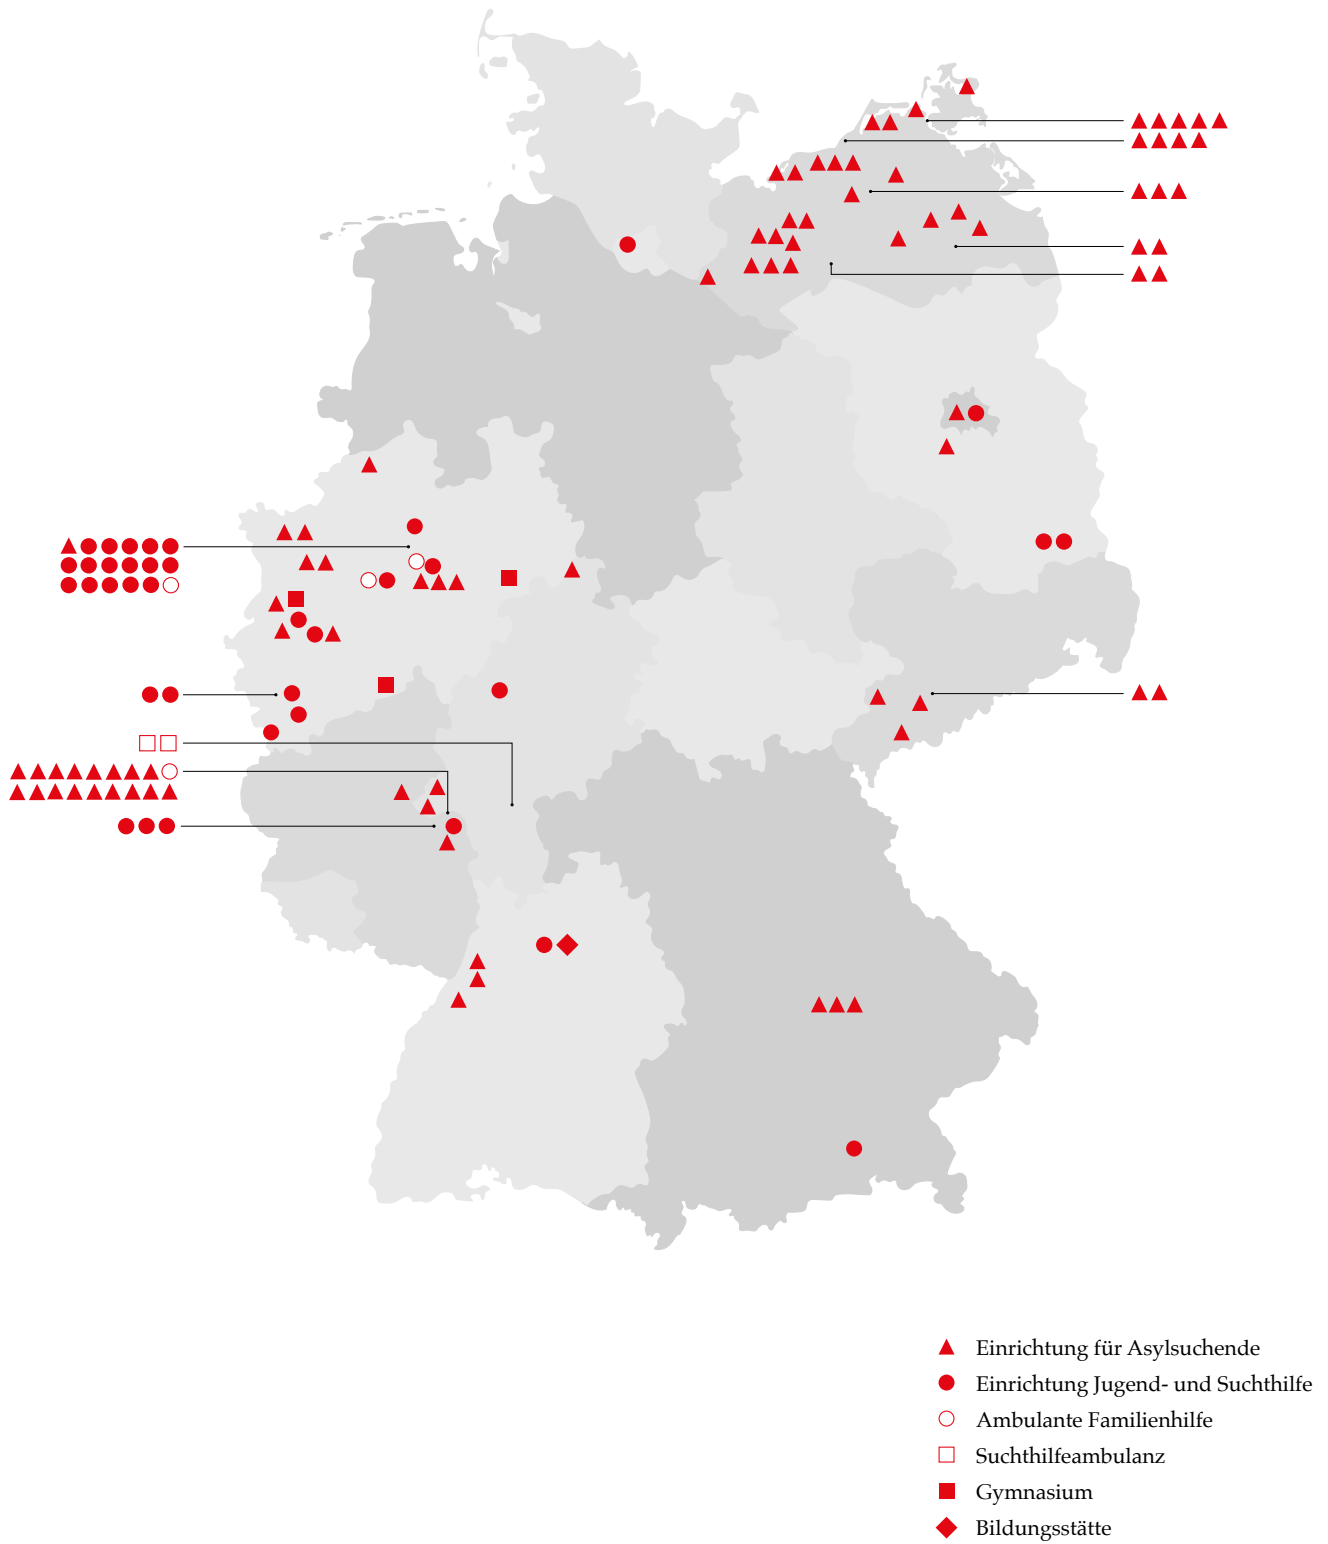 Einrichtung für Asylsuchende
Einrichtung Jugend- und Suchthilfe
Ambulante Familienhilfe
Suchthilfeambulanz
Gymnasium
Bildungsstätte